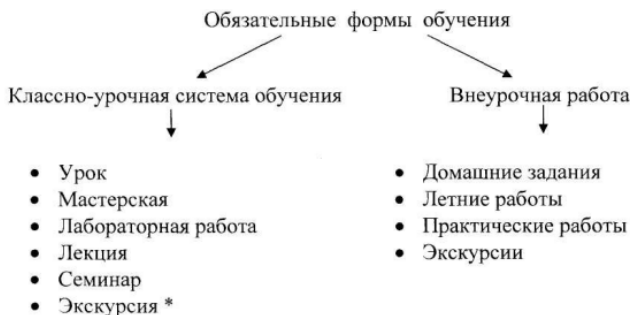 Обязательные формы обучения
Классно-урочная система обучения
Внеурочная работа
• Урок
• Мастерская
• Лабораторная работа
• Лекция
• Семинар
• Экскурсия *
• Домашние задания
• Летние работы
• Практические работы
• Экскурсии